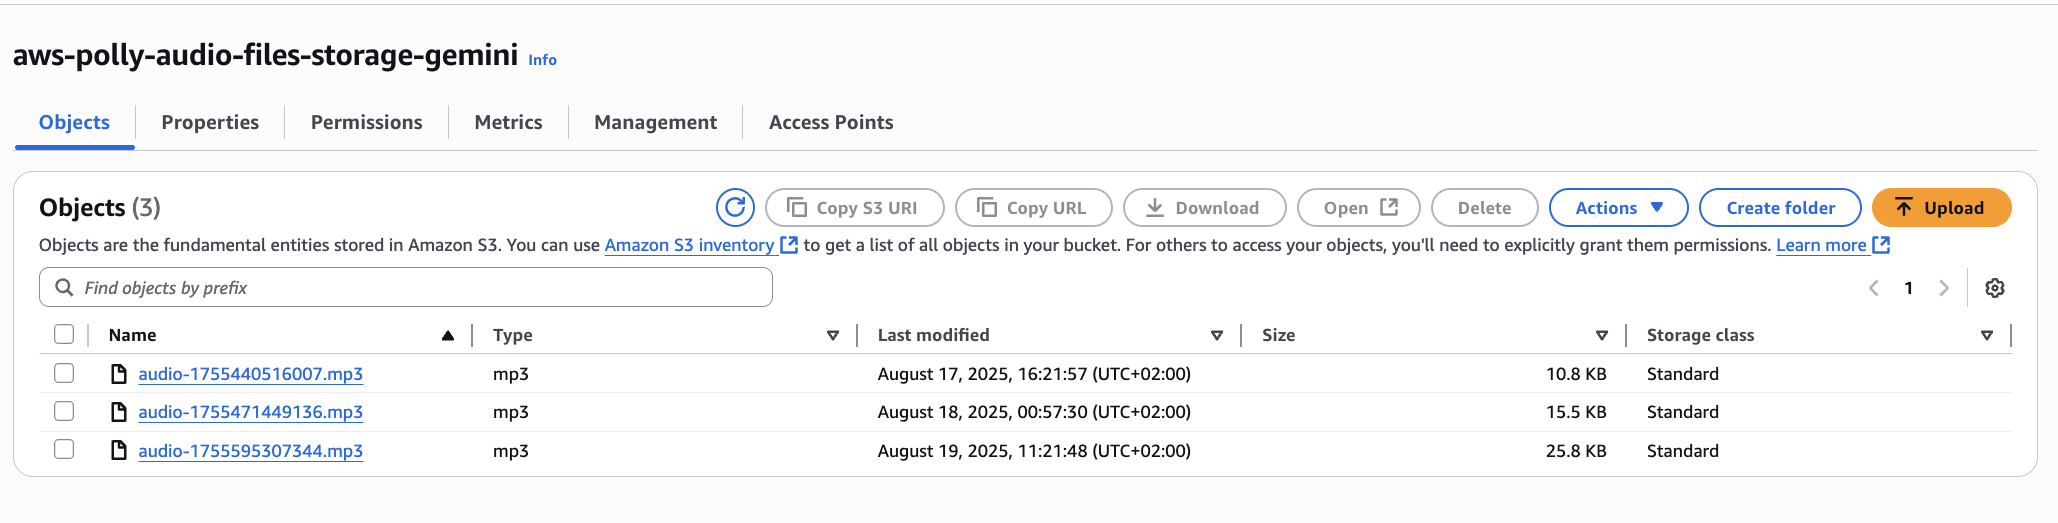 aws-polly-audio-files-storage-gemini Info
Objects Properties Permissions Metrics Management Access Points
Objects (3) Copy S3 URI Copy URL Download Open Delete Actions Create folder Upload
Objects are the fundamental entities stored in Amazon S3. You can use Amazon S3 inventory to get a list of all objects in your bucket. For others to access your objects, you'll need to explicitly grant them permissions. Learn more
Find objects by prefix 1
Name Type Last modified Size Storage class
audio-1755440516007.mp3 mp3 August 17, 2025, 16:21:57 (UTC+02:00) 10.8 KB Standard
audio-1755471449136.mp3 mp3 August 18, 2025, 00:57:30 (UTC+02:00) 15.5 KB Standard
audio-1755595307344.mp3 mp3 August 19, 2025, 11:21:48 (UTC+02:00) 25.8 KB Standard